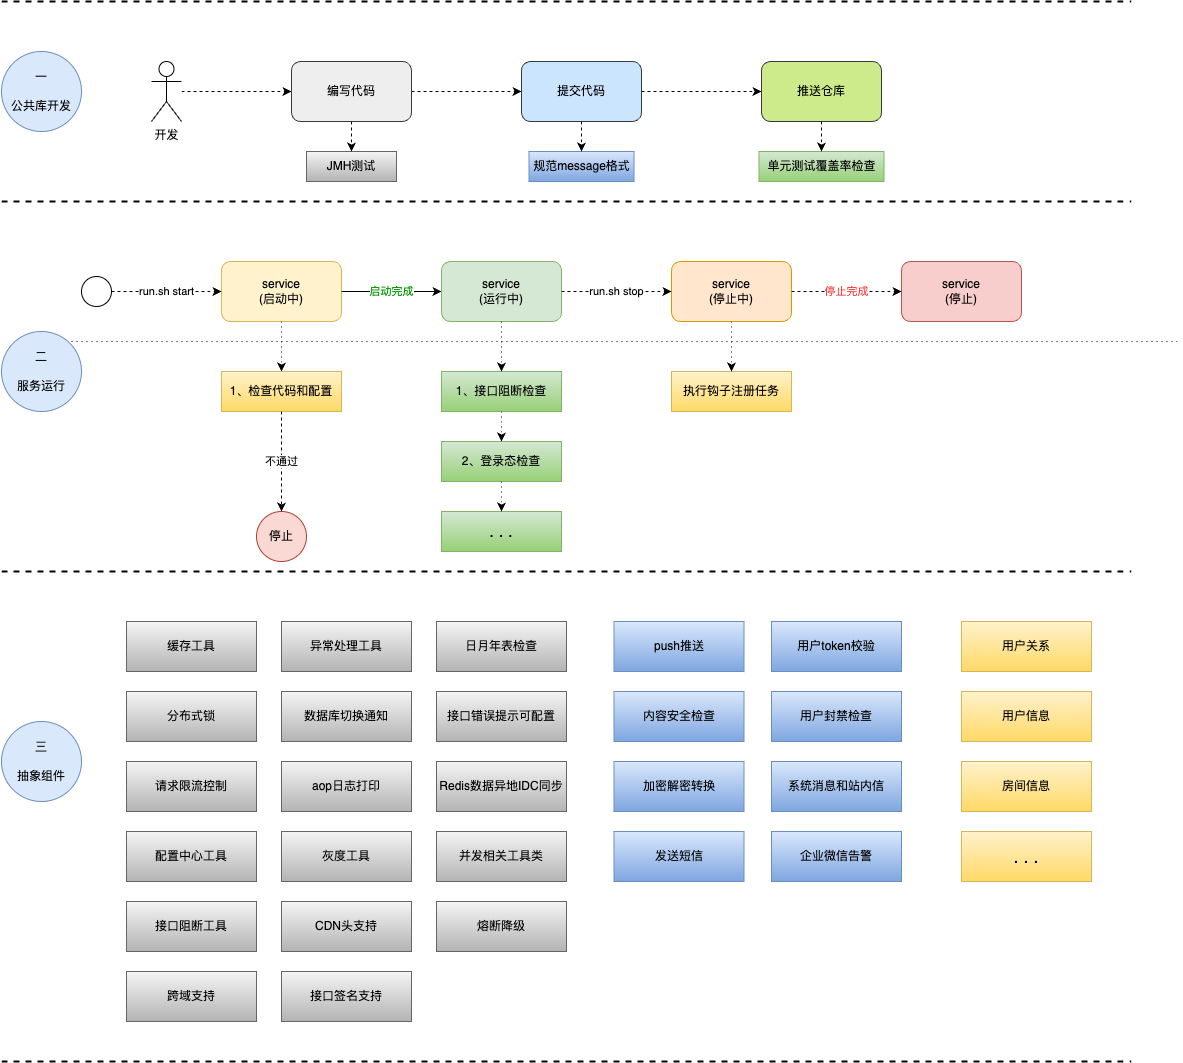 一
公共库开发
开发
编写代码
提交代码
推送仓库
JMH测试
规范message格式
单元测试覆盖率检查
二
服务运行
run.sh start
service
(启动中)
启动完成
service
(运行中)
run.sh stop
service
(停止中)
停止完成
service
(停止)
1、检查代码和配置
1、接口阻断检查
执行钩子注册任务
不通过
2、登录态检查
停止
. . .
三
抽象组件
缓存工具
异常处理工具
日月年表检查
push推送
用户token校验
用户关系
分布式锁
数据库切换通知
接口错误提示可配置
内容安全检查
用户封禁检查
用户信息
请求限流控制
aop日志打印
Redis数据异地IDC同步
加密解密转换
系统消息和站内信
房间信息
配置中心工具
灰度工具
并发相关工具类
发送短信
企业微信告警
. . .
接口阻断工具
CDN头支持
熔断降级
跨域支持
接口签名支持